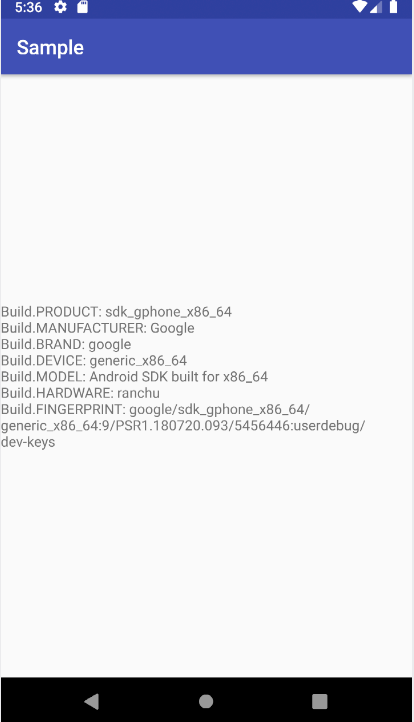 5:36
Sample
Build.PRODUCT: sdk_gphone_x86_64
Build.MANUFACTURER: Google
Build.BRAND: google
Build.DEVICE: generic_x86_64
Build.MODEL: Android SDK built for x86_64
Build.HARDWARE: ranchu
Build.FINGERPRINT: google/sdk_gphone_x86_64/
generic_x86_64:9/PSR1.180720.093/5456446:userdebug/
dev-keys